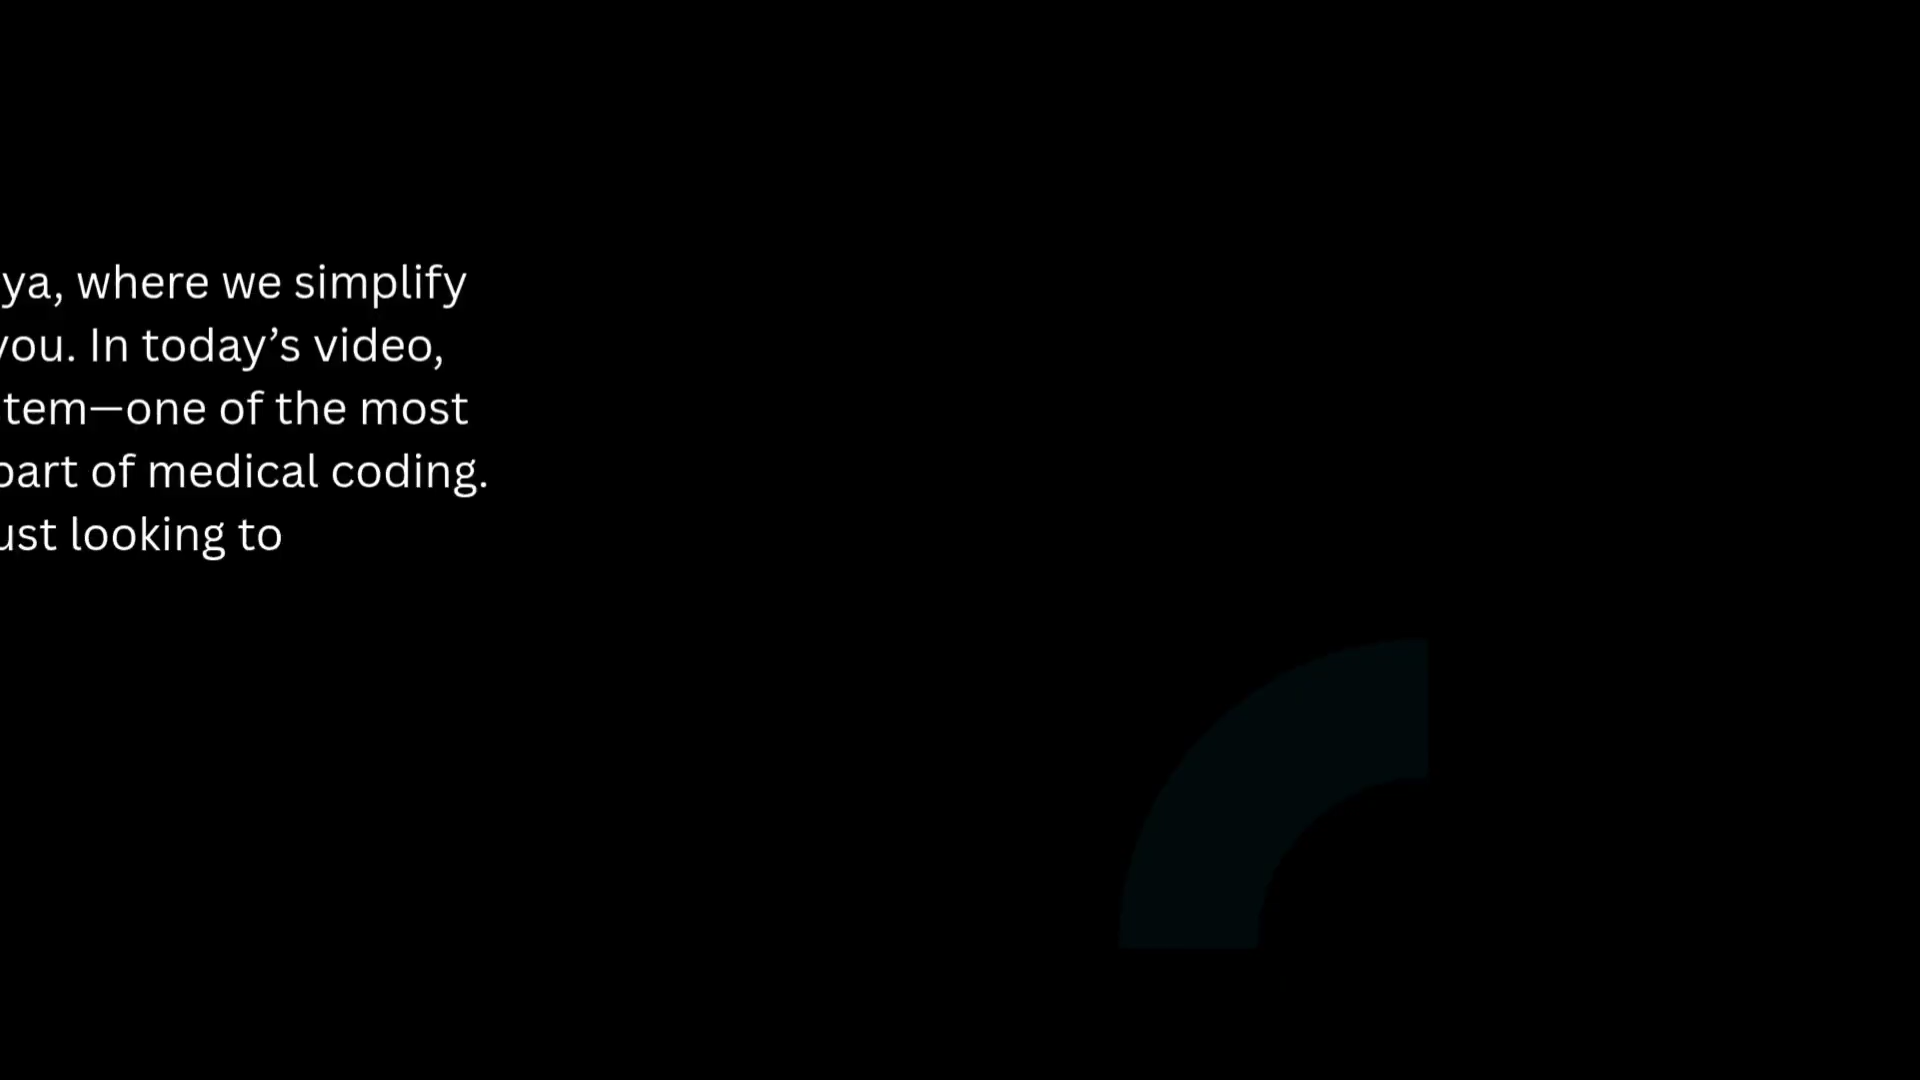 ya, where we simplify
you. In today’s video,
tem—one of the most
part of medical coding.
ust looking to